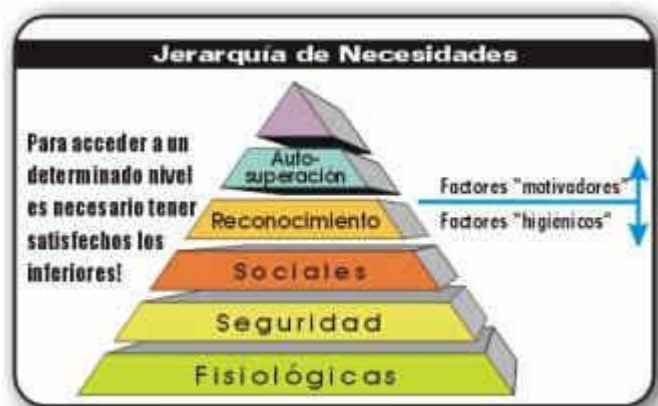 Jerarquía de Necesidades
Para acceder a un
determinado nivel
es necesario tener
satisfechos los
inferiores!
Auto-
superación
Reconocimiento
Sociales
Seguridad
Fisiológicas
Factores "motivadores"
Factores "higiénicos"